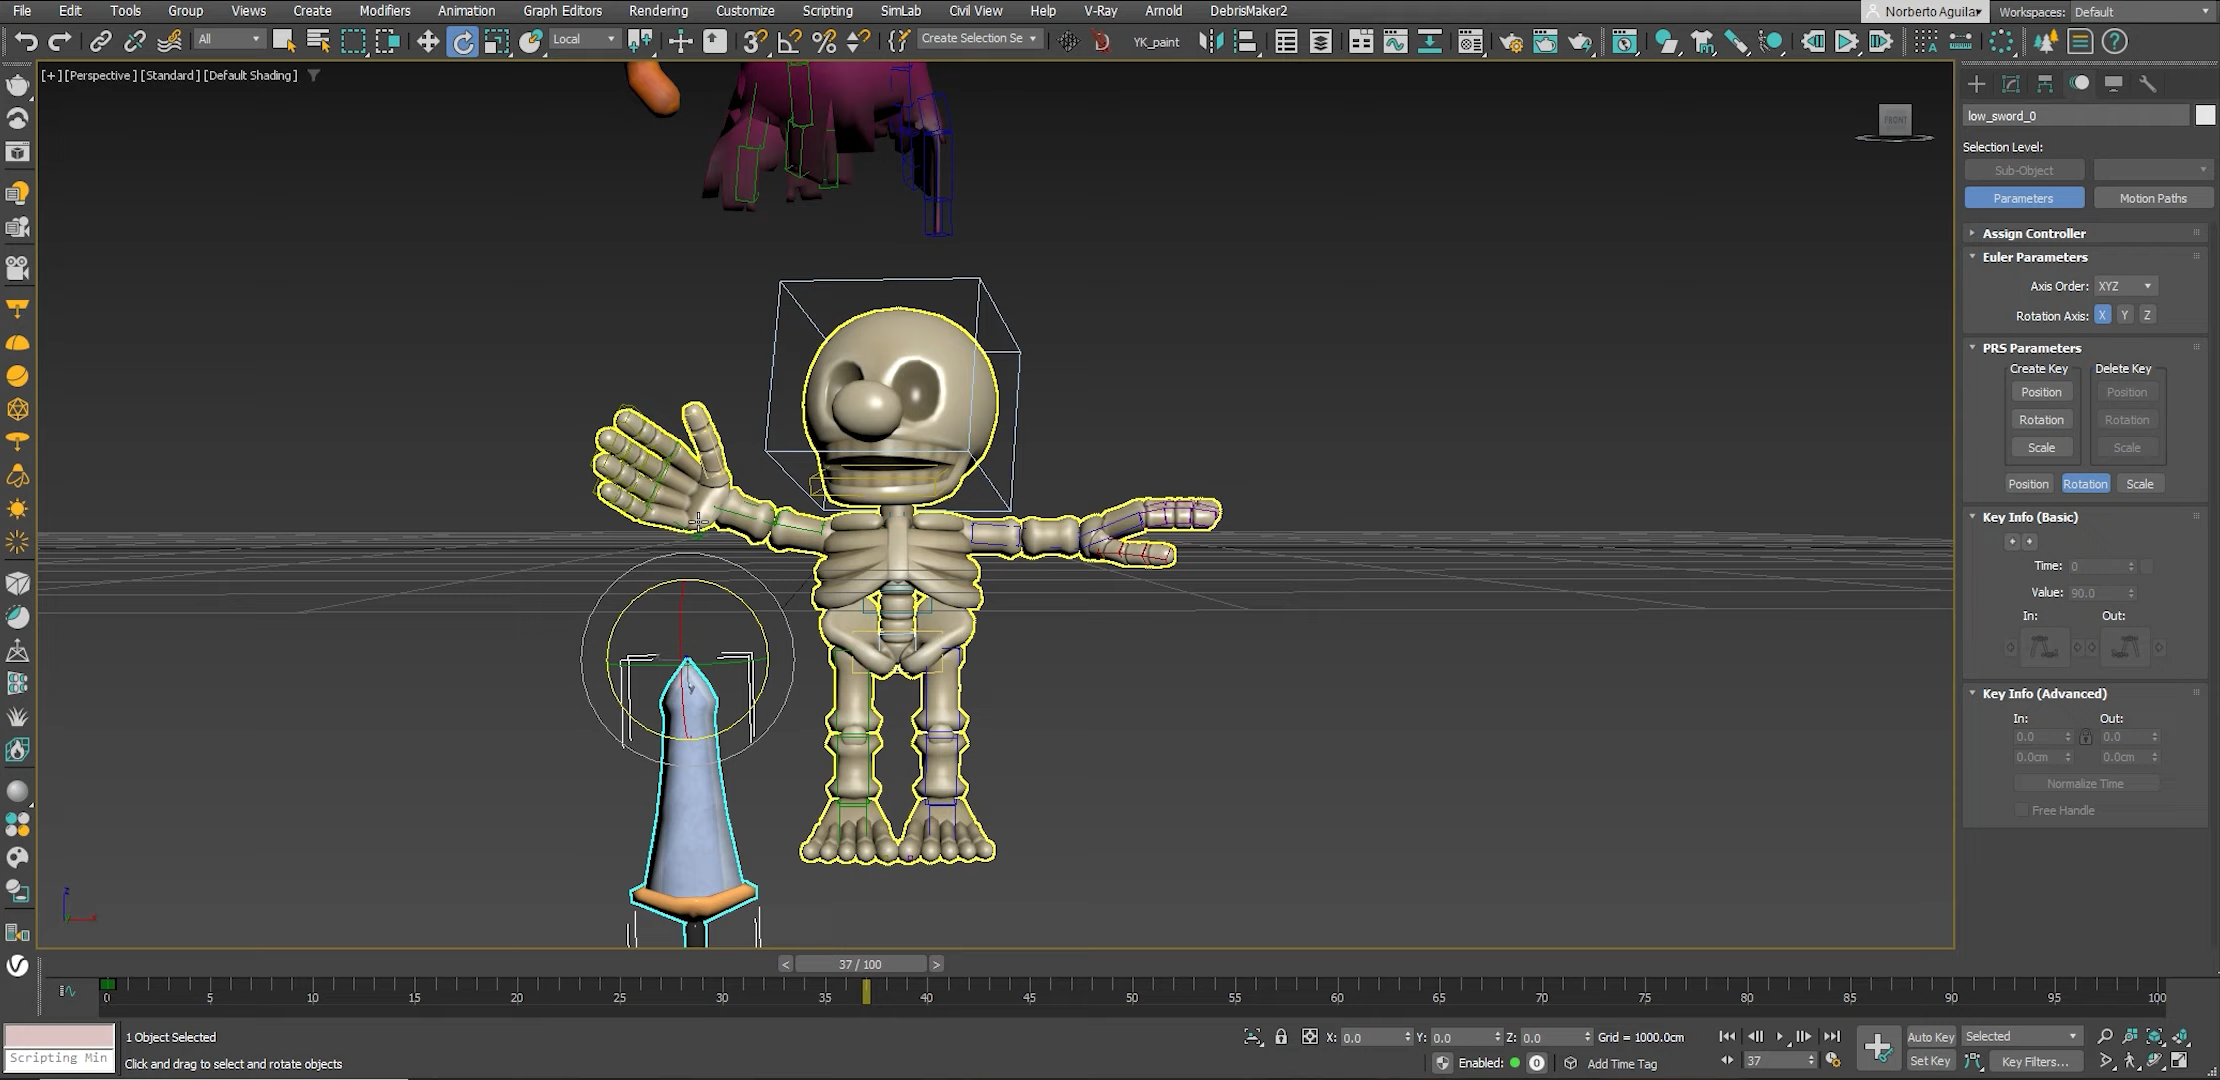 File Edit Tools Group Views Create Modifiers Animation Graph Editors Rendering Customize Scripting SimLab Civil View Help V-Ray Arnold DebrisMaker2 Norberto Aguilar Workspaces: Default
All Local Create Selection Se YK_paint
[+] [Perspective] [Standard] [Default Shading]
FRONT
low_sword_0
Selection Level:
Sub-Object
Parameters Motion Paths
Assign Controller
Euler Parameters
Axis Order: XYZ
Rotation Axis: X Y Z
PRS Parameters
Create Key Delete Key
Position Position
Rotation Rotation
Scale Scale
Position Rotation Scale
Key Info (Basic)
Time: 0
Value: 90.0
In: Out:
Key Info (Advanced)
In: Out:
0.0 0.0
0.0cm 0.0cm
Normalize Time
Free Handle
z
x
< 37 / 100 >
0 5 10 15 20 25 30 35 40 45 50 55 60 65 70 75 80 85 90 95 100
1 Object Selected X: 0.0 Y: 0.0 Z: 0.0 Grid = 1000.0cm Auto Key Selected
Scripting Min Click and drag to select and rotate objects Enabled: 0 Add Time Tag 37 Set Key Key Filters...